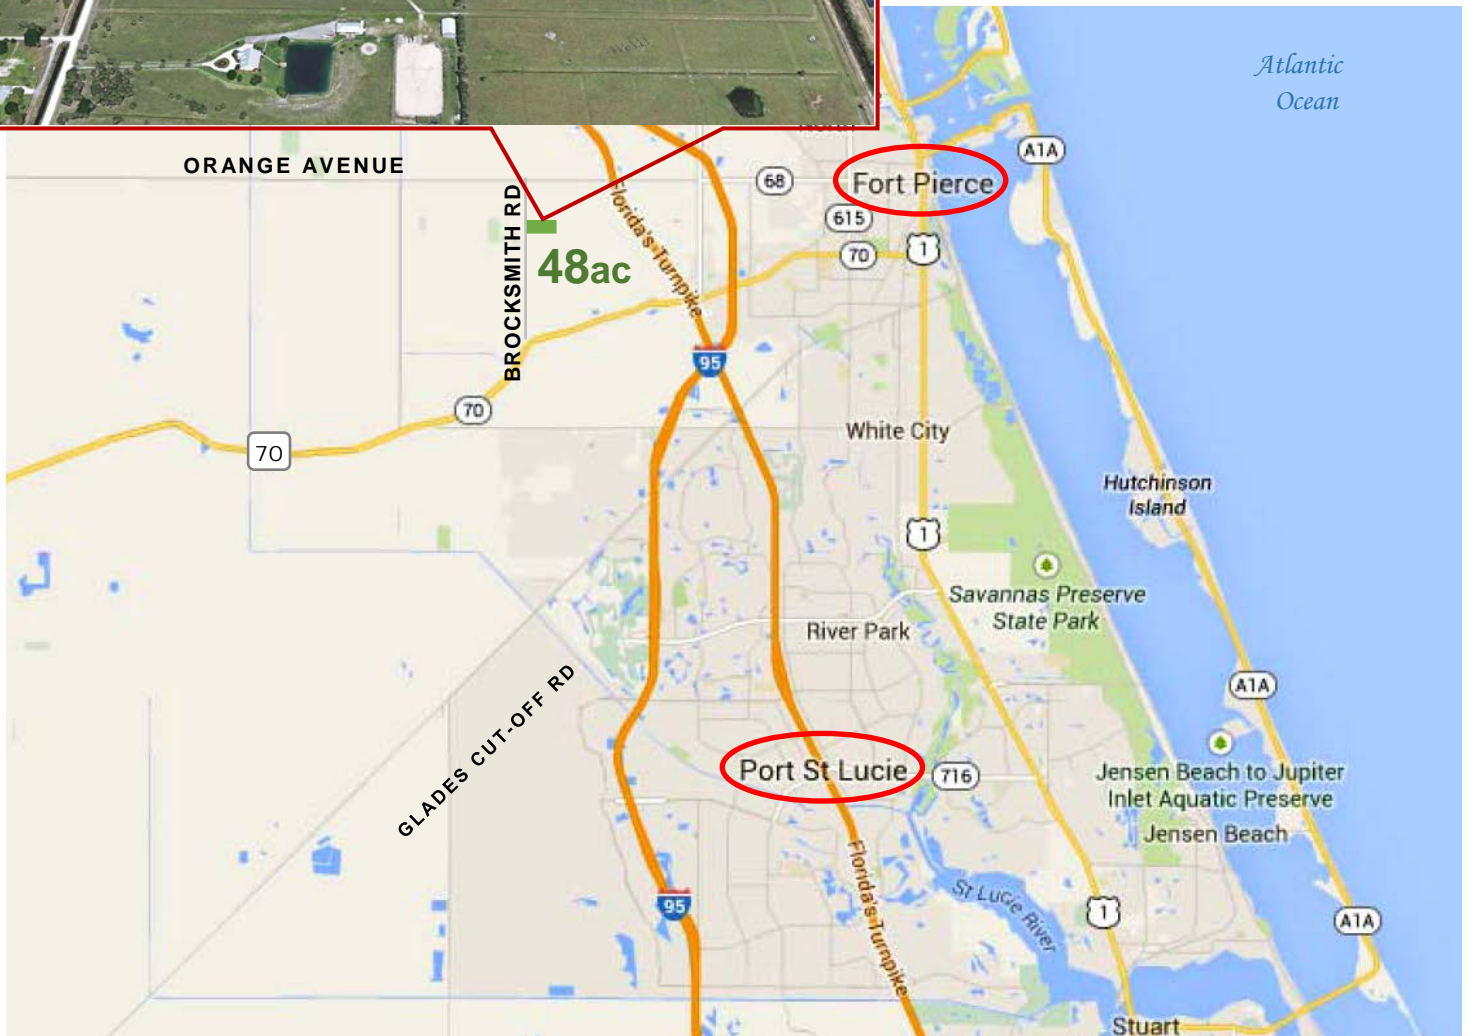 Atlantic
Ocean
ORANGE AVENUE
A1A
68
Fort Pierce
615
BROCKSMITH RD
Florida's Turnpike
48ac
70
1
95
70
70
White City
Hutchinson
Island
1
Savannas Preserve
State Park
River Park
A1A
GLADES CUT-OFF RD
Port St Lucie
716
Jensen Beach to Jupiter
Inlet Aquatic Preserve
Jensen Beach
Florida's Turnpike
St Lucie River
95
1
A1A
Stuart